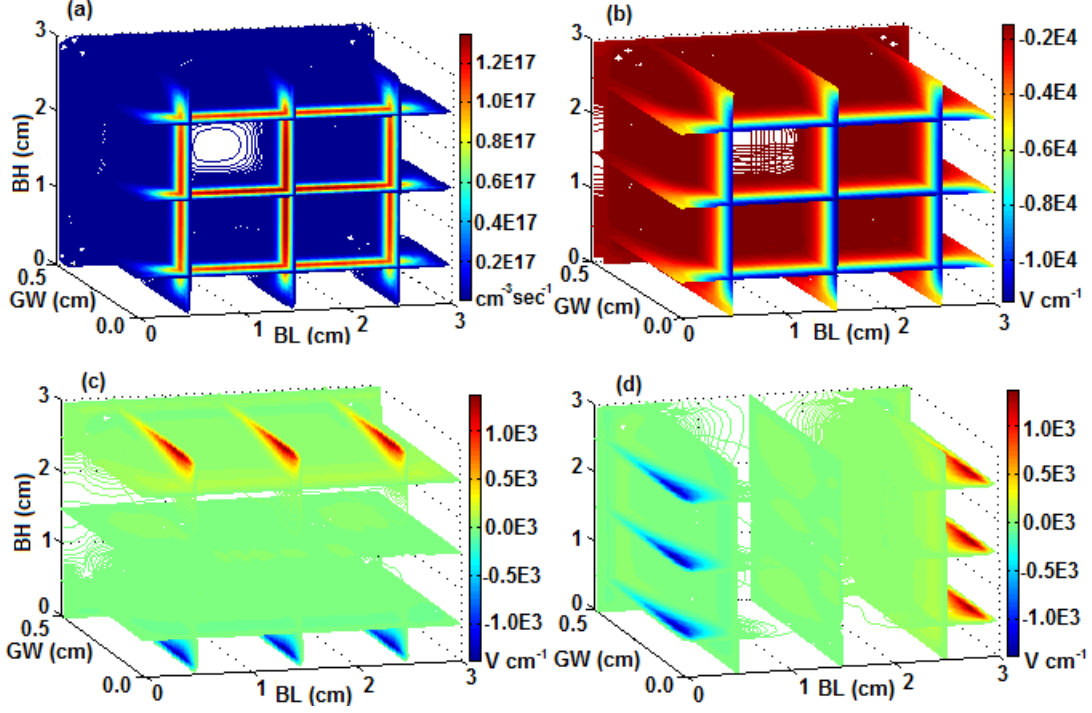 (a)
3
2
1
0
BH (cm)
0.5
GW (cm)
0.0
0
1
2
3
BL (cm)
1.2E17
1.0E17
0.8E17
0.6E17
0.4E17
0.2E17
cm-3sec-1
(b)
3
2
1
0
0.5
GW (cm)
0.0
0
1
2
3
BL (cm)
-0.2E4
-0.4E4
-0.6E4
-0.8E4
-1.0E4
V cm-1
(c)
3
2
1
0
BH (cm)
0.5
GW (cm)
0.0
0
1
2
3
BL (cm)
1.0E3
0.5E3
0.0E3
-0.5E3
-1.0E3
V cm-1
(d)
3
2
1
0
0.5
GW (cm)
0.0
0
1
2
3
BL (cm)
1.0E3
0.5E3
0.0E3
-0.5E3
-1.0E3
V cm-1